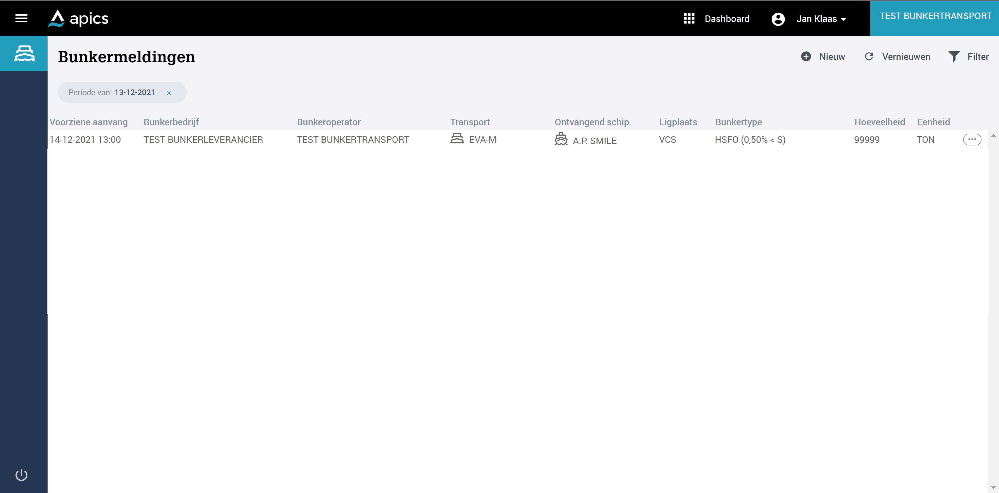 apics Dashboard Jan Klaas TEST BUNKERTRANSPORT
Bunkermeldingen Nieuw Vernieuwen Filter
Periode van: 13-12-2021 ×
Voorziene aanvang Bunkerbedrijf Bunkeroperator Transport Ontvangend schip Ligplaats Bunkertype Hoeveelheid Eenheid
14-12-2021 13:00 TEST BUNKERLEVERANCIER TEST BUNKERTRANSPORT EVA-M A.P. SMILE VCS HSFO (0,50% < S) 99999 TON